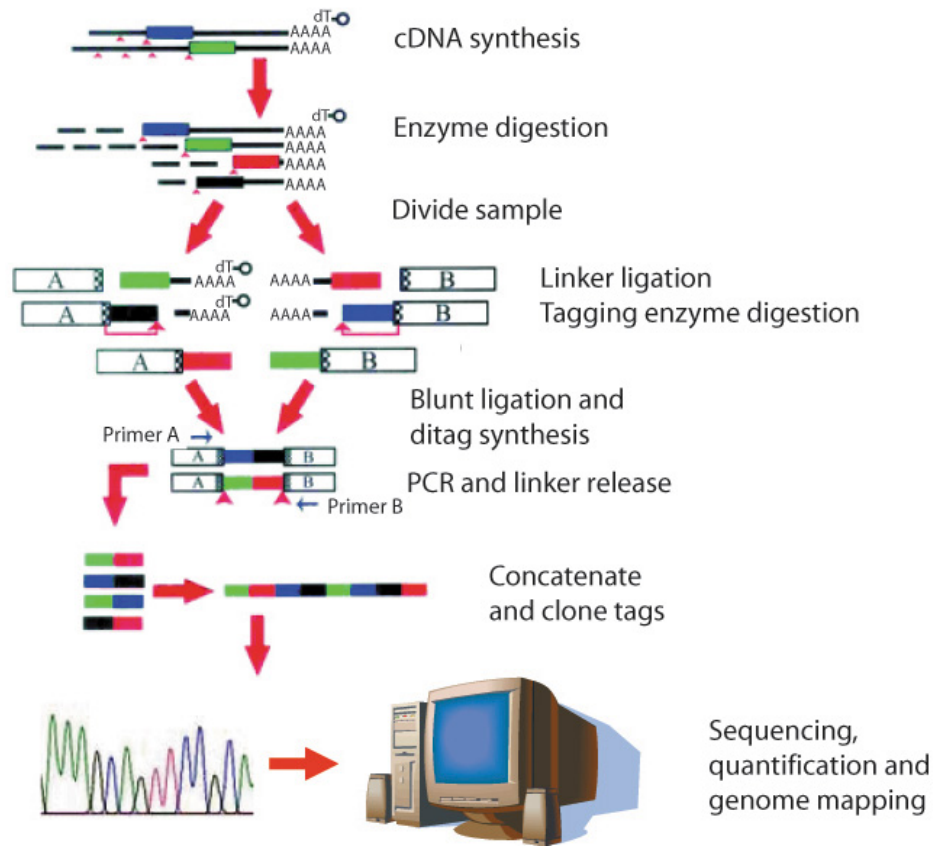 dT
AAAA
AAAA
cDNA synthesis
dT
AAAA
AAAA
AAAA
AAAA
Enzyme digestion
Divide sample
A
dT
AAAA
AAAA
B
A
dT
AAAA
AAAA
B
Linker ligation
Tagging enzyme digestion
A
B
Blunt ligation and
ditag synthesis
Primer A
A
B
A
B
PCR and linker release
Primer B
Concatenate
and clone tags
Sequencing,
quantification and
genome mapping